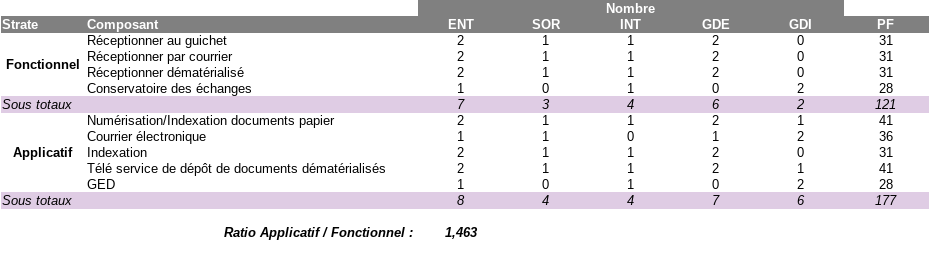 Nombre
Strate Composant ENT SOR INT GDE GDI PF
Réceptionner au guichet 2 1 1 2 0 31
Réceptionner par courrier 2 1 1 2 0 31
Fonctionnel
Réceptionner dématérialisé 2 1 1 2 0 31
Conservatoire des échanges 1 0 1 0 2 28
Sous totaux 7 3 4 6 2 121
Numérisation/Indexation documents papier 2 1 1 2 1 41
Courrier électronique 1 1 0 1 2 36
Applicatif Indexation 2 1 1 2 0 31
Télé service de dépôt de documents dématérialisés 2 1 1 2 1 41
GED 1 0 1 0 2 28
Sous totaux 8 4 4 7 6 177
Ratio Applicatif / Fonctionnel : 1,463